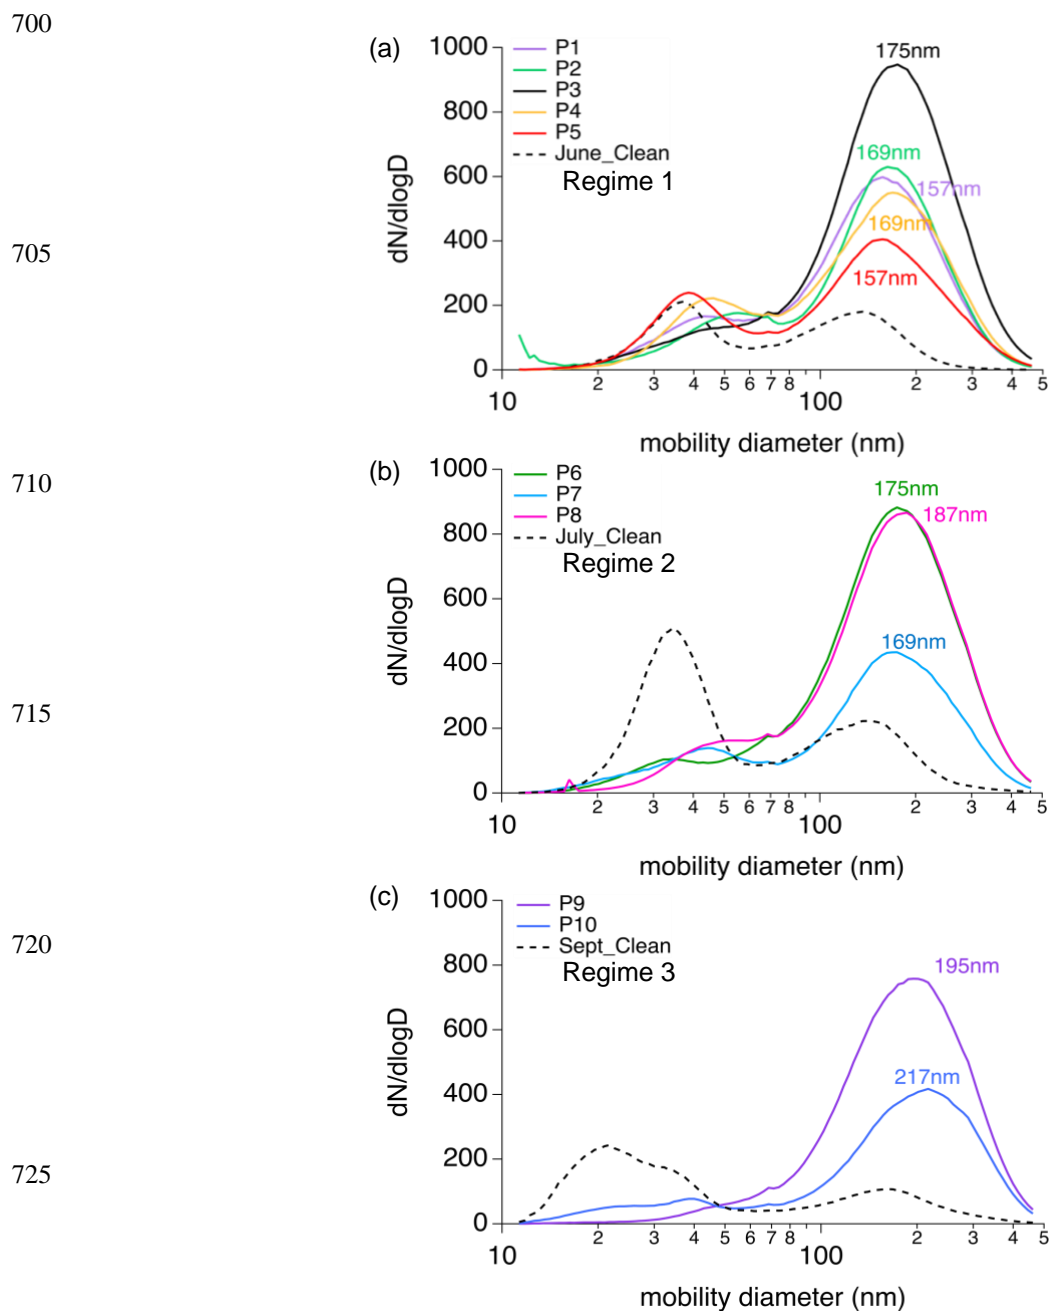 700
(a)
1000
800
600
400
200
0
dN/dlogD
P1
P2
P3
P4
P5
June_Clean
Regime 1
175nm
169nm
157nm
169nm
157nm
10
2 3 4 5 6 7 8
100
2 3 4 5
mobility diameter (nm)
705
710
(b)
1000
800
600
400
200
0
dN/dlogD
P6
P7
P8
July_Clean
Regime 2
175nm
187nm
169nm
10
2 3 4 5 6 7 8
100
2 3 4 5
mobility diameter (nm)
715
(c)
1000
800
600
400
200
0
dN/dlogD
P9
P10
Sept_Clean
Regime 3
195nm
217nm
10
2 3 4 5 6 7 8
100
2 3 4 5
mobility diameter (nm)
720
725